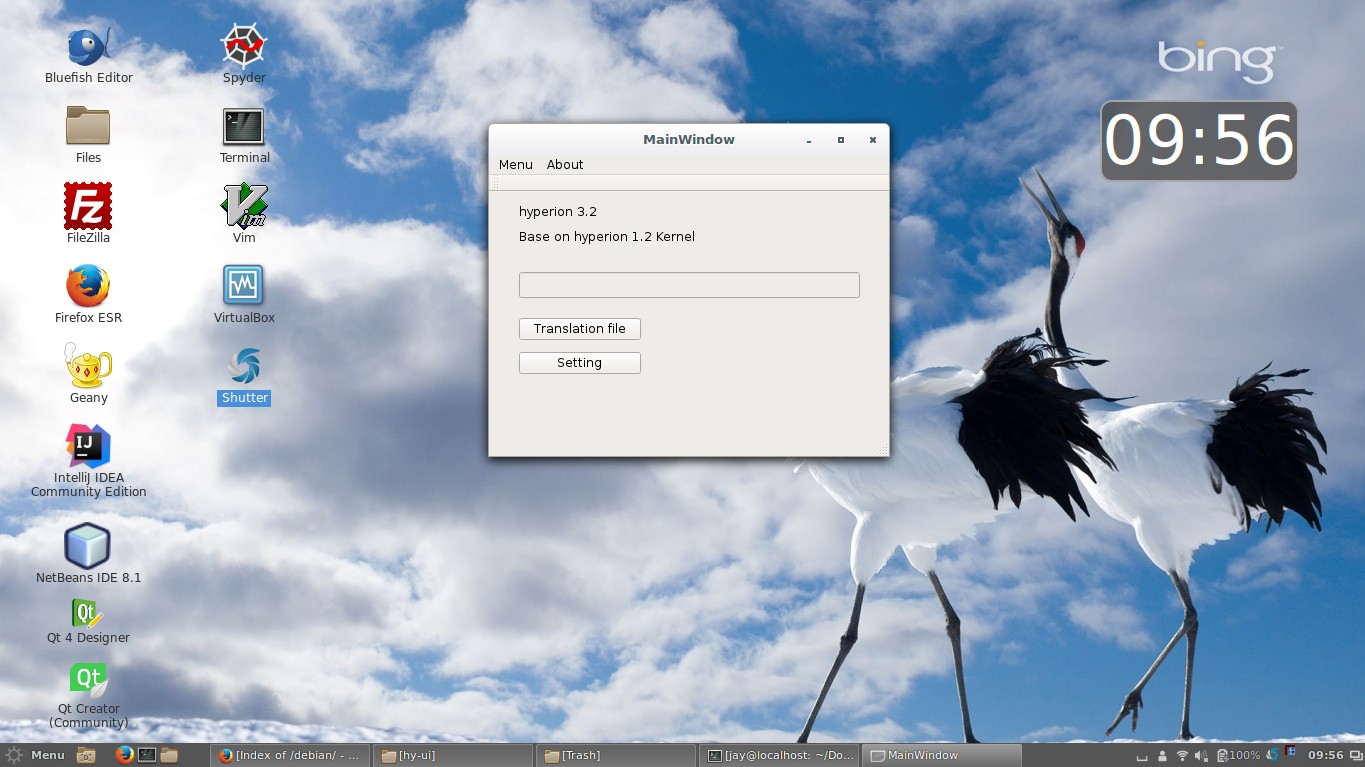 Bluefish Editor
Spyder
Files
Terminal
FileZilla
Vim
Firefox ESR
VirtualBox
Geany
Shutter
IJ
IntelliJ IDEA
Community Edition
NetBeans IDE 8.1
Qt
Qt 4 Designer
Qt
Qt Creator
(Community)
bing
09:56
MainWindow
Menu About
hyperion 3.2
Base on hyperion 1.2 Kernel
Translation file
Setting
Menu
[Index of /debian/ - ...
[hy-ui]
[Trash]
[jay@localhost: ~/Do...
MainWindow
100%
09:56